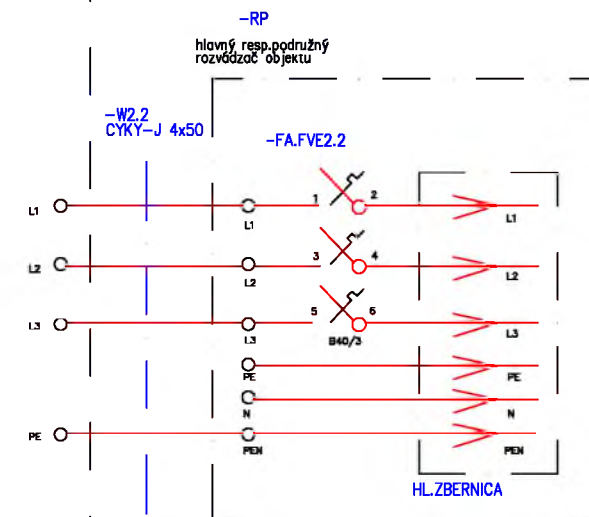 -RP
hlavný resp.podružný
rozvádzač objektu
-W2.2
CYKY-J 4x50
-FA.FVE2.2
L1
L1
1
2
L1
L2
L2
3
4
L2
L3
L3
5
6
B40/3
L3
PE
PE
N
N
PE
PEN
PEN
HL.ZBERNICA